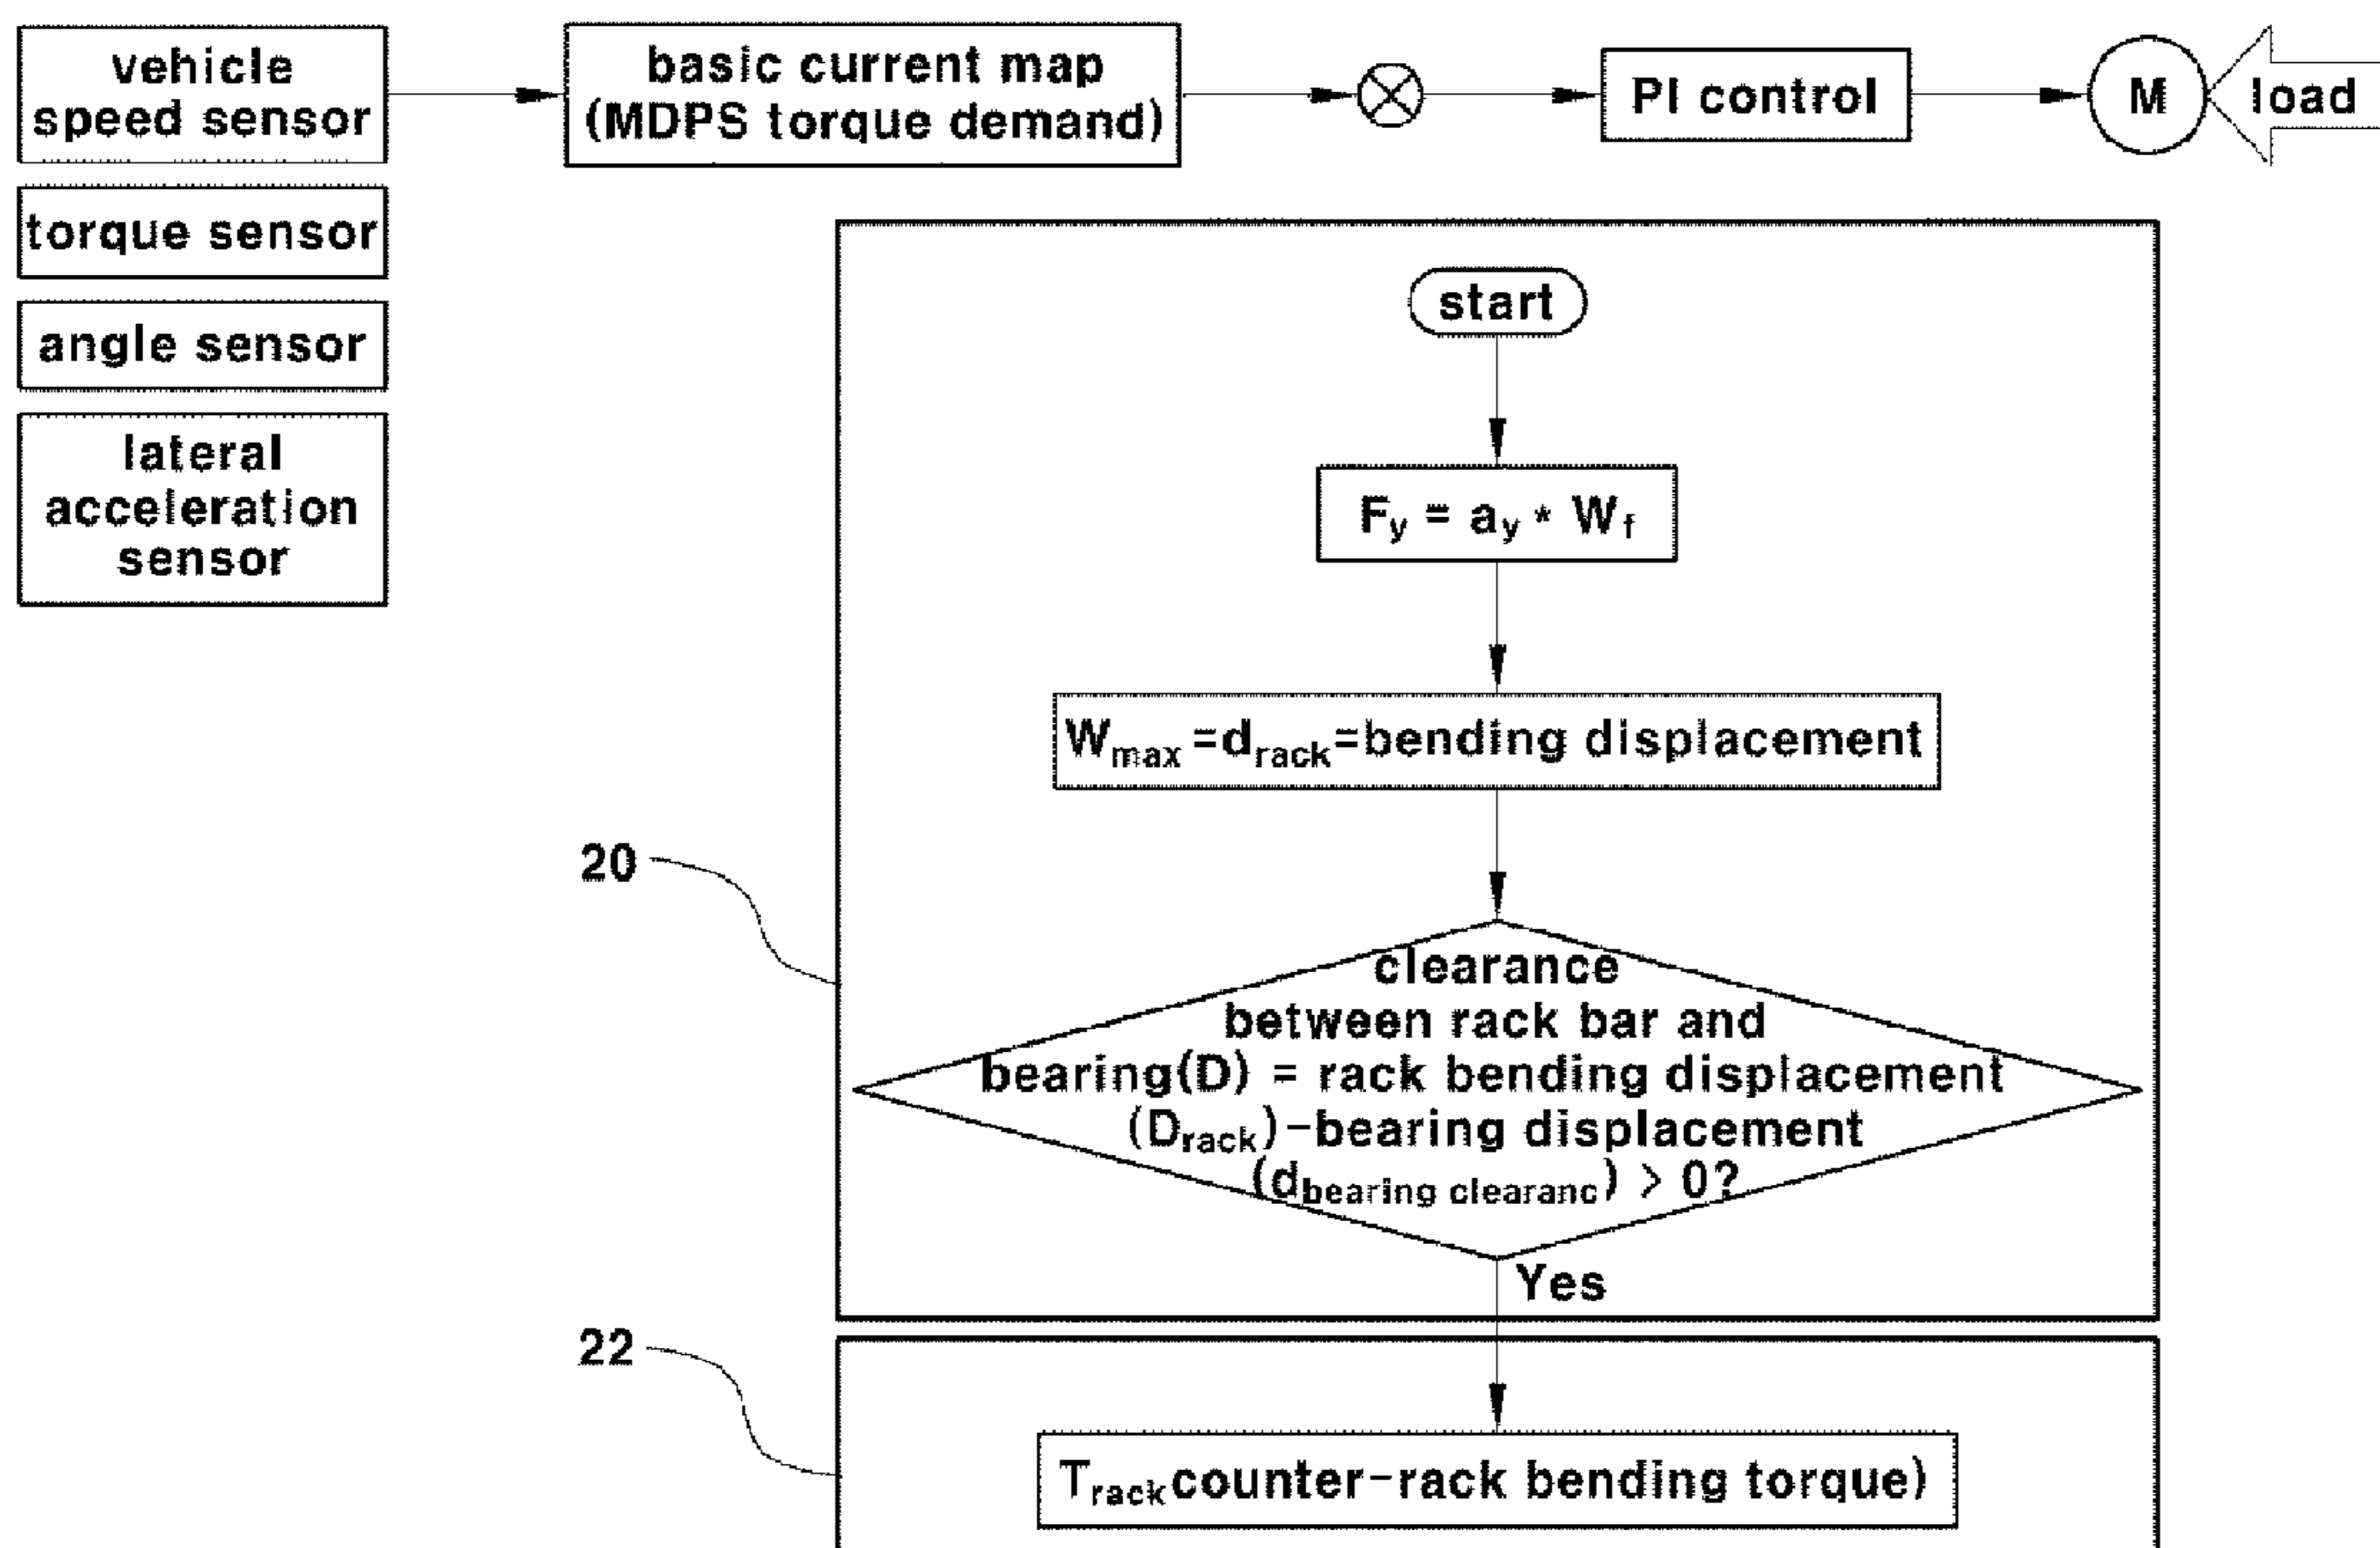 vehicle
speed sensor
basic current map
(MDPS torque demand)
PI control
M
load
torque sensor
angle sensor
lateral
acceleration
sensor
start
Fy = ay * Wf
Wmax =drack=bending displacement
20
clearance
between rack bar and
bearing(D) = rack bending displacement
(Drack)-bearing displacement
(dbearing clearanc) > 0?
Yes
22
Track counter-rack bending torque)